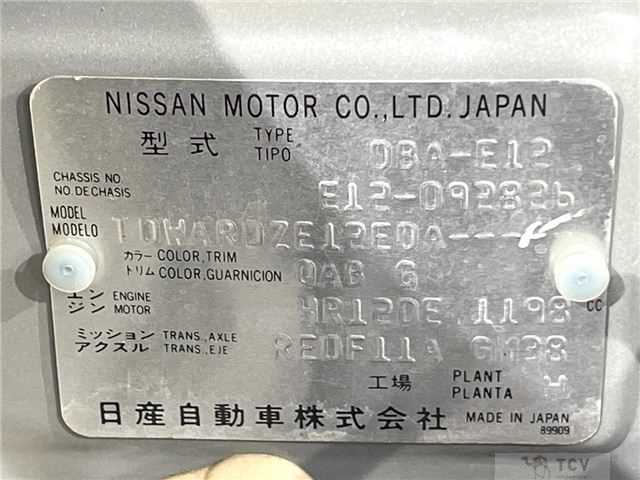 NISSAN MOTOR CO.,LTD. JAPAN
型式 TYPE TIPO DBA-E12
CHASSIS NO. NO. DE CHASIS E12-092826
MODEL MODELO TDWARDZE12EDA---
カラー COLOR, TRIM トリム COLOR, GUARNICION QAB G
エンジン ENGINE MOTOR HR12DE 1198 CC
ミッション TRANS., AXLE アクスル TRANS., EJE RE0F11A GM38
工場 PLANT PLANTA
日産自動車株式会社 MADE IN JAPAN
89909
TCV